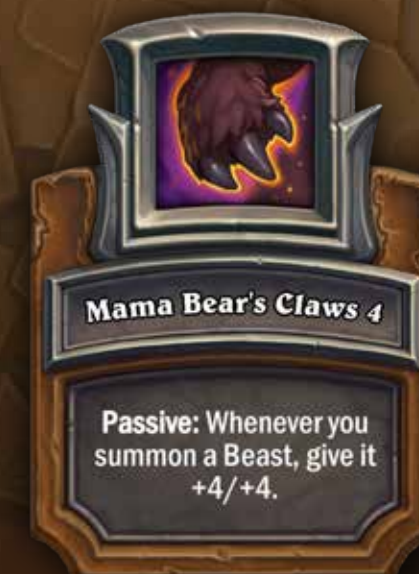 Mama Bear's Claws 4
Passive: Whenever you
summon a Beast, give it
+4/+4.